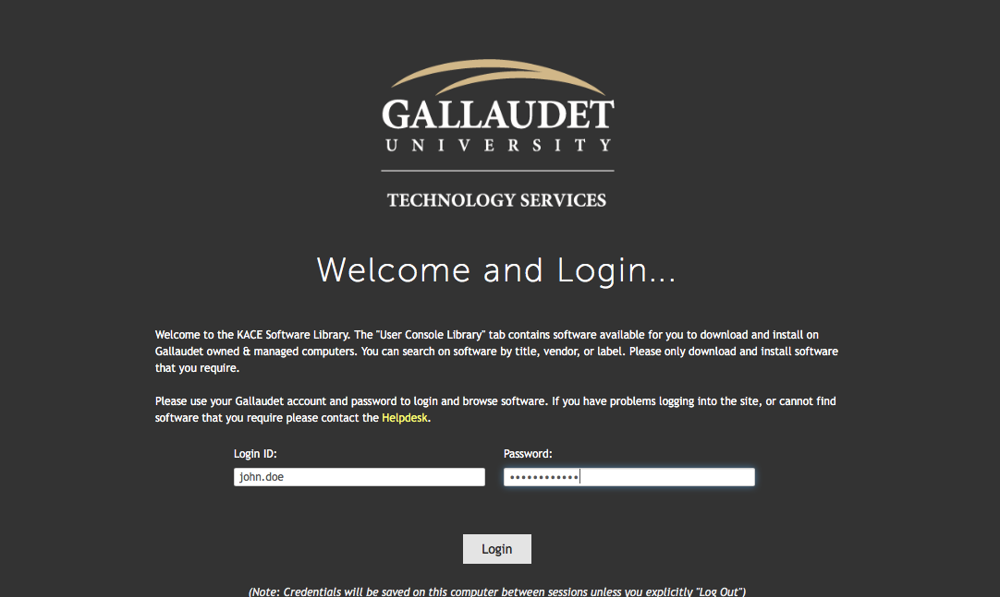 GALLAUDET
UNIVERSITY
TECHNOLOGY SERVICES
Welcome and Login...
Welcome to the KACE Software Library. The "User Console Library" tab contains software available for you to download and install on
Gallaudet owned & managed computers. You can search on software by title, vendor, or label. Please only download and install software
that you require.
Please use your Gallaudet account and password to login and browse software. If you have problems logging into the site, or cannot find
software that you require please contact the Helpdesk.
Login ID: Password:
john.doe ••••••••••••
Login
(Note: Credentials will be saved on this computer between sessions unless you explicitly "Log Out")